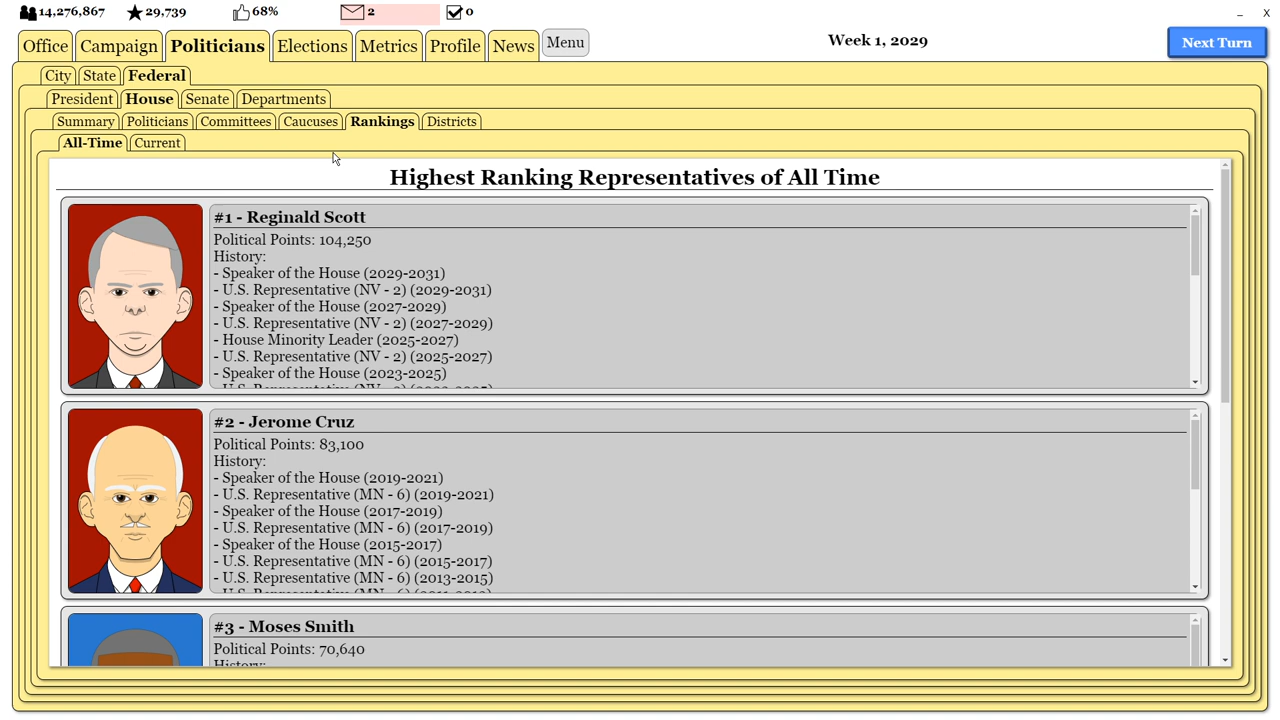 14,276,867 29,739 68% 2 0
_ X
Office Campaign Politicians Elections Metrics Profile News Menu Week 1, 2029 Next Turn
City State Federal
President House Senate Departments
Summary Politicians Committees Caucuses Rankings Districts
All-Time Current
Highest Ranking Representatives of All Time
#1 - Reginald Scott
Political Points: 104,250
History:
- Speaker of the House (2029-2031)
- U.S. Representative (NV - 2) (2029-2031)
- Speaker of the House (2027-2029)
- U.S. Representative (NV - 2) (2027-2029)
- House Minority Leader (2025-2027)
- U.S. Representative (NV - 2) (2025-2027)
- Speaker of the House (2023-2025)
#2 - Jerome Cruz
Political Points: 83,100
History:
- Speaker of the House (2019-2021)
- U.S. Representative (MN - 6) (2019-2021)
- Speaker of the House (2017-2019)
- U.S. Representative (MN - 6) (2017-2019)
- Speaker of the House (2015-2017)
- U.S. Representative (MN - 6) (2015-2017)
- U.S. Representative (MN - 6) (2013-2015)
#3 - Moses Smith
Political Points: 70,640
History: